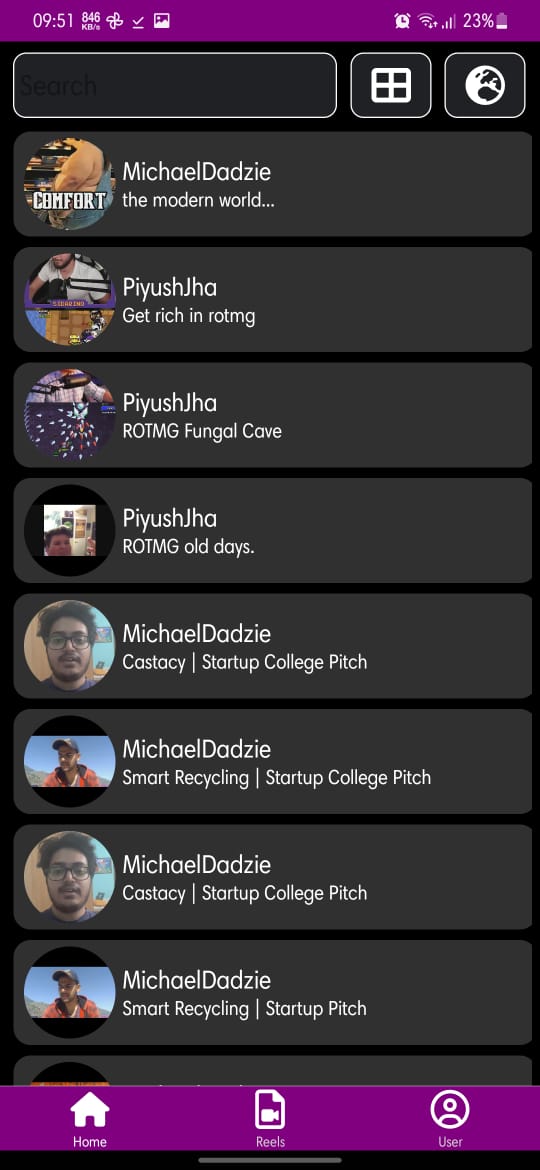 09:51 846 KB/s 23%
Search
MichaelDadzie
the modern world...
COMFORT
PiyushJha
Get rich in rotmg
SIDARIND
PiyushJha
ROTMG Fungal Cave
PiyushJha
ROTMG old days.
MichaelDadzie
Castacy | Startup College Pitch
MichaelDadzie
Smart Recycling | Startup College Pitch
MichaelDadzie
Castacy | Startup College Pitch
MichaelDadzie
Smart Recycling | Startup Pitch
Home
Reels
User